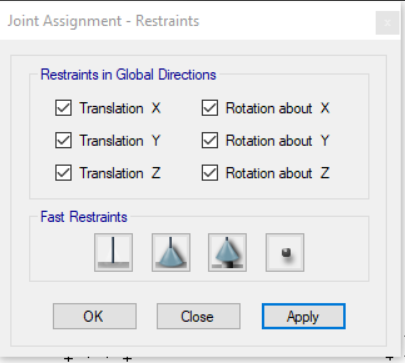 Joint Assignment - Restraints
Restraints in Global Directions
Translation X
Rotation about X
Translation Y
Rotation about Y
Translation Z
Rotation about Z
Fast Restraints
OK
Close
Apply